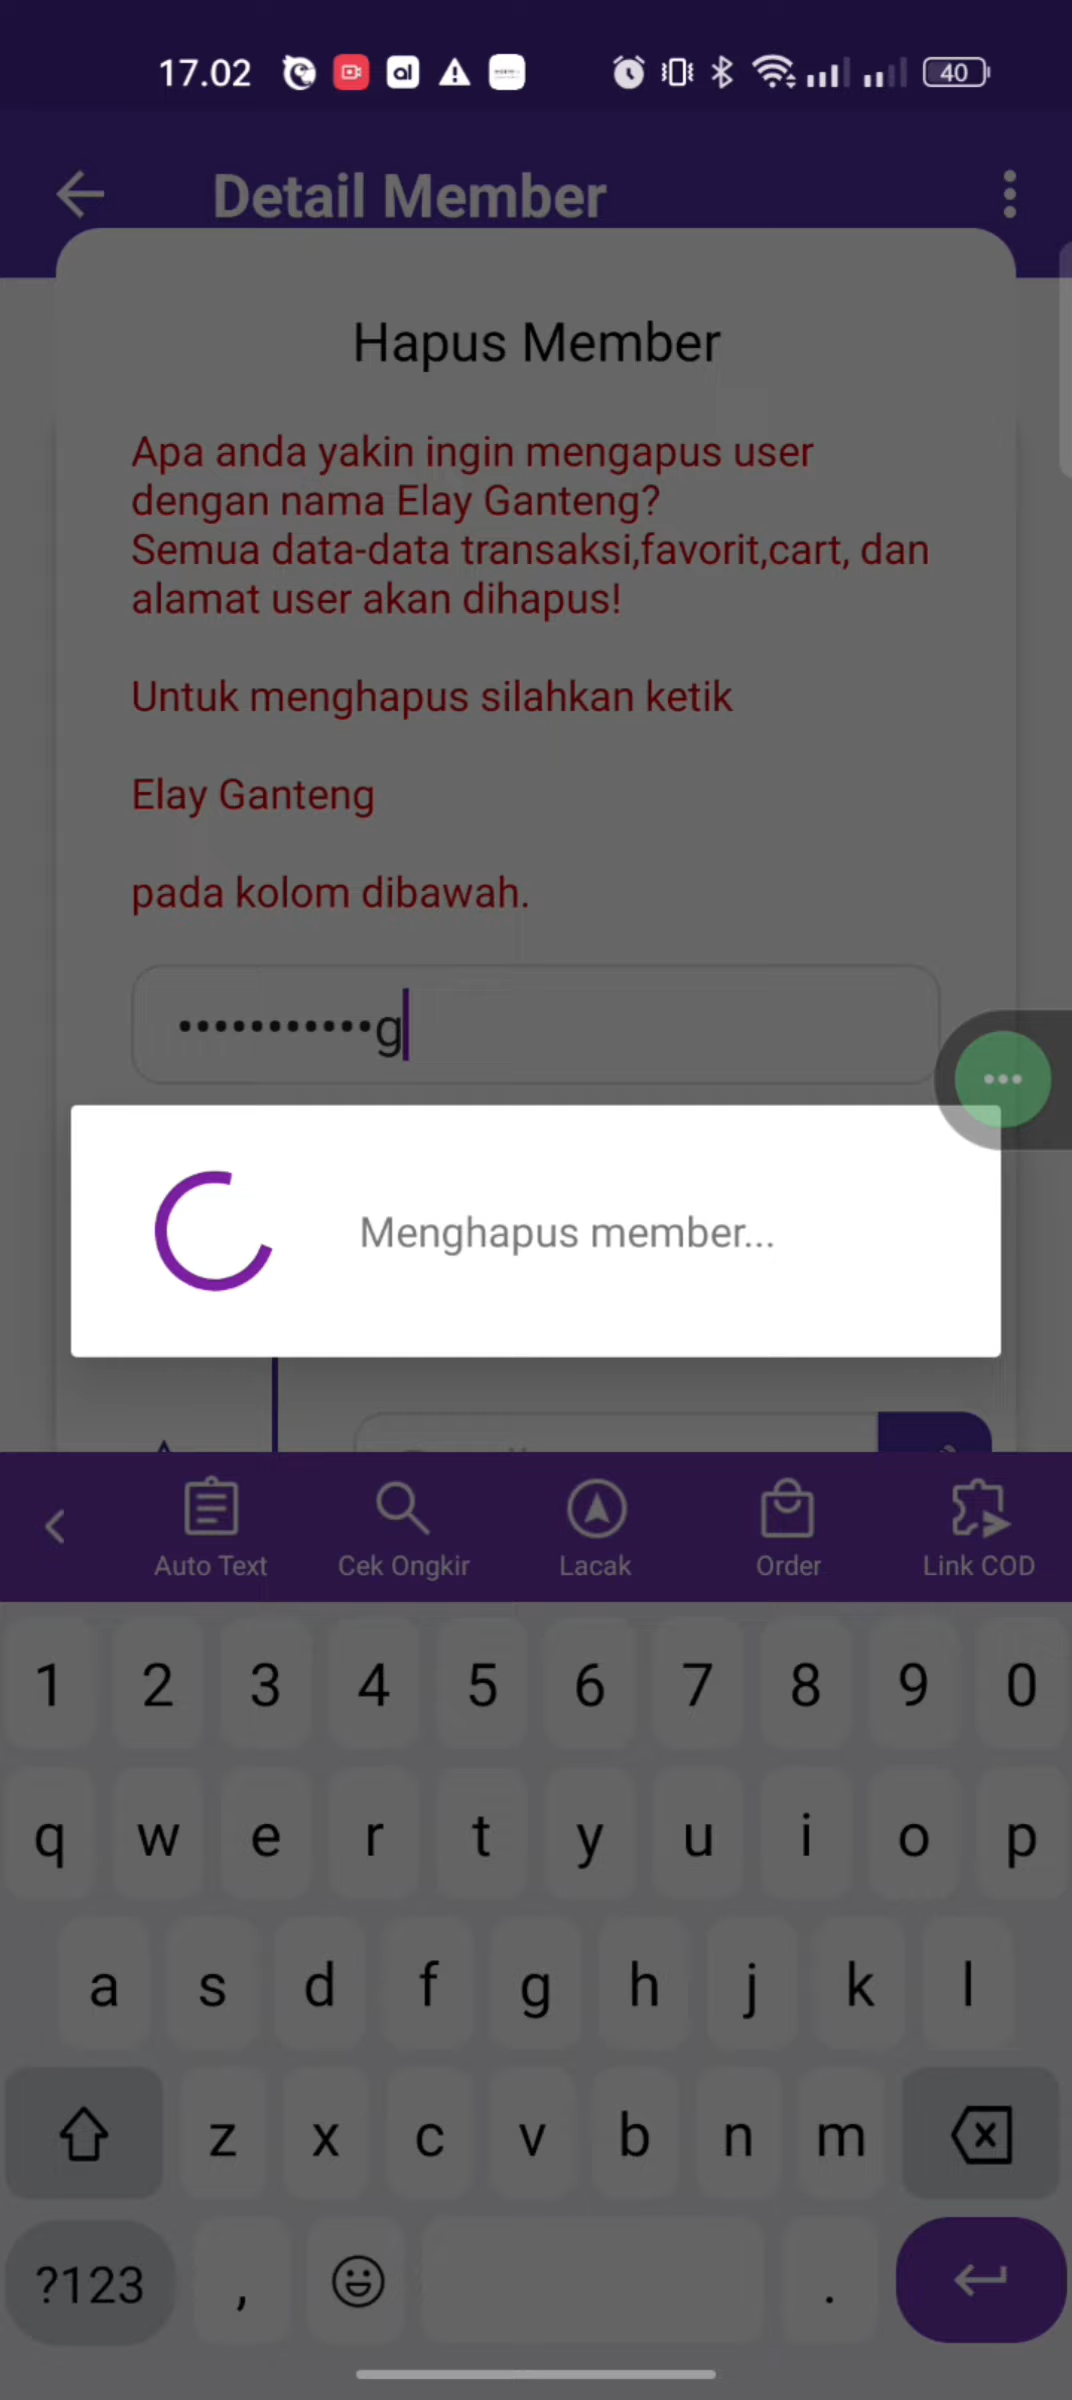 17.02
al
40
Detail Member
Hapus Member
Apa anda yakin ingin mengapus user
dengan nama Elay Ganteng?
Semua data-data transaksi,favorit,cart, dan
alamat user akan dihapus!
Untuk menghapus silahkan ketik
Elay Ganteng
pada kolom dibawah.
•••••••••••g
Menghapus member...
Auto Text Cek Ongkir Lacak Order Link COD
1 2 3 4 5 6 7 8 9 0
q w e r t y u i o p
a s d f g h j k l
z x c v b n m
?123 , .